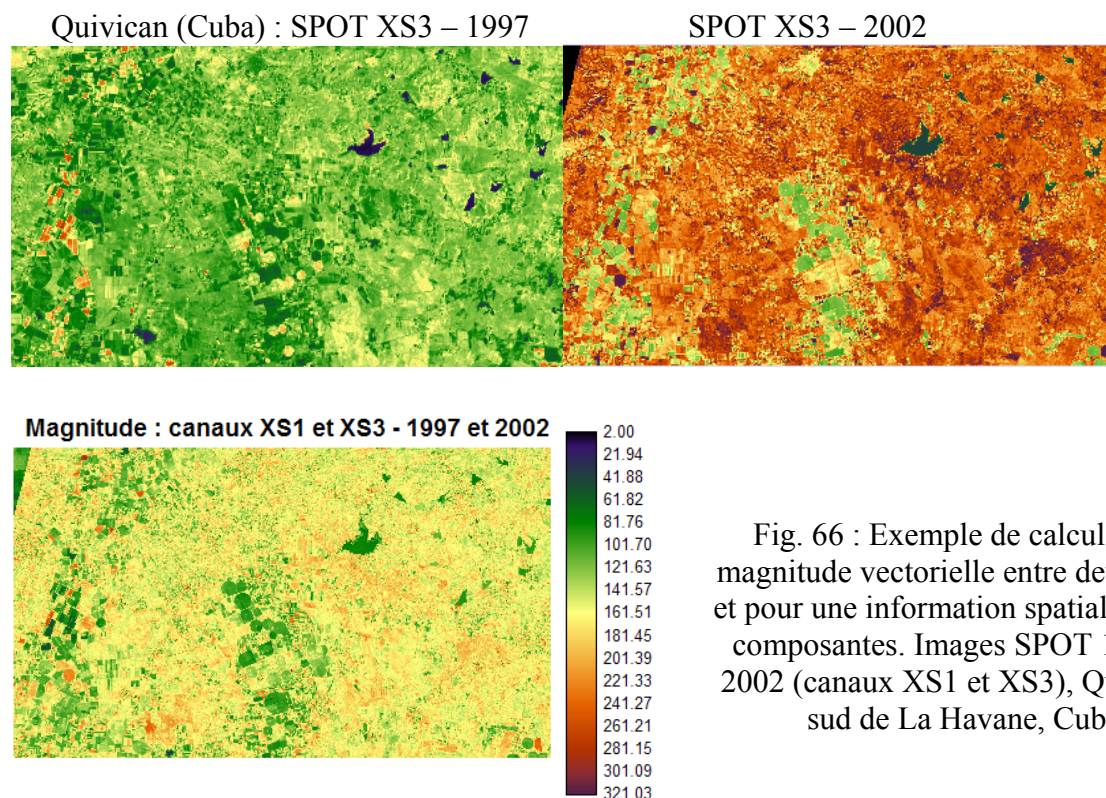 Quivican (Cuba) : SPOT XS3 – 1997
SPOT XS3 – 2002
Magnitude : canaux XS1 et XS3 - 1997 et 2002
2.00
21.94
41.88
61.82
81.76
101.70
121.63
141.57
161.51
181.45
201.39
221.33
241.27
261.21
281.15
301.09
321.03
Fig. 66 : Exemple de calcul
magnitude vectorielle entre de
et pour une information spatial
composantes. Images SPOT 1
2002 (canaux XS1 et XS3), Q
sud de La Havane, Cub